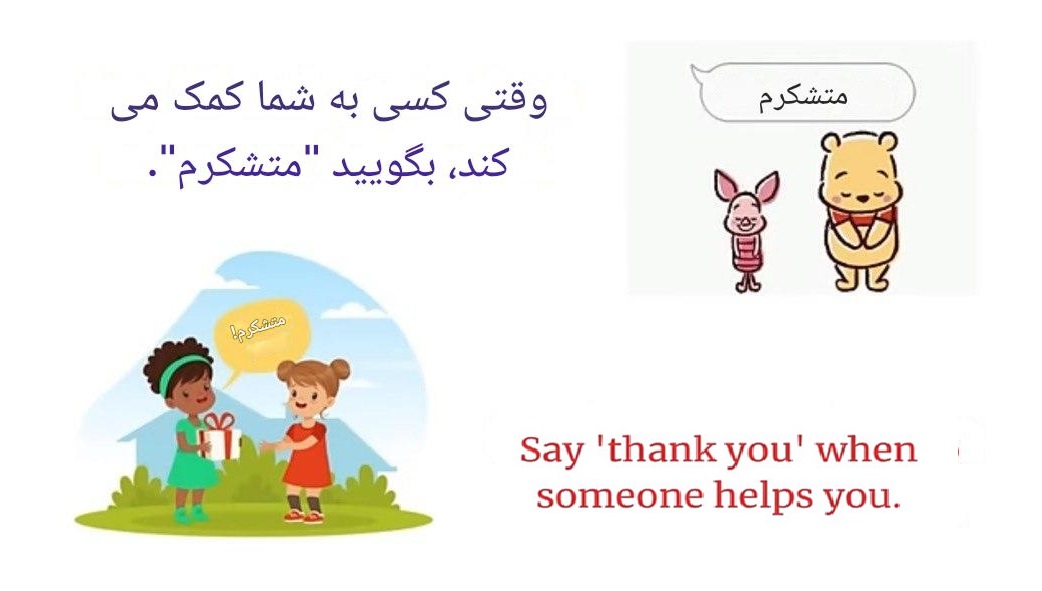 وقتی کسی به شما کمک می
کند، بگویید "متشکرم".
متشکرم
متشکرم!
Say 'thank you' when
someone helps you.